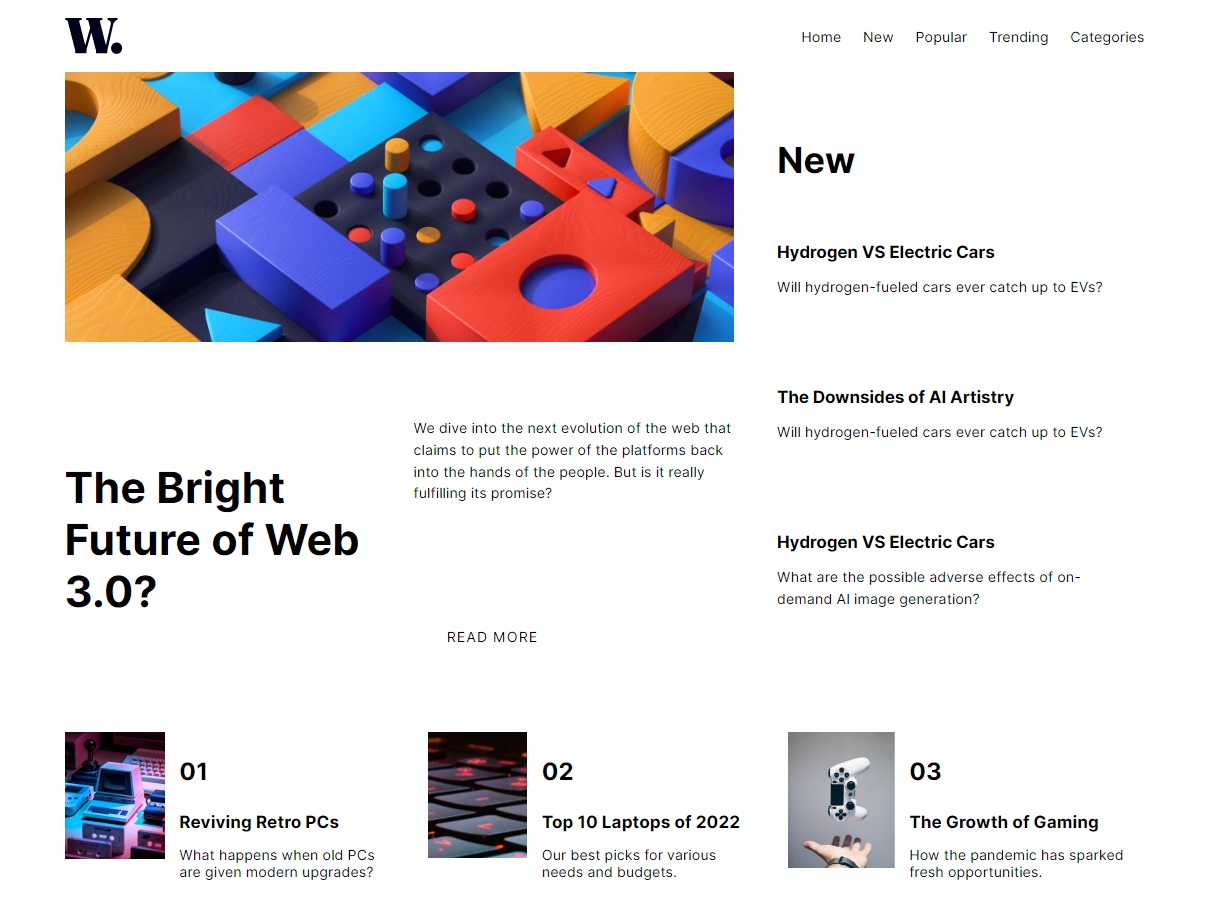 W.
Home New Popular Trending Categories
New
Hydrogen VS Electric Cars
Will hydrogen-fueled cars ever catch up to EVs?
The Downsides of AI Artistry
Will hydrogen-fueled cars ever catch up to EVs?
Hydrogen VS Electric Cars
What are the possible adverse effects of on-
demand AI image generation?
The Bright
Future of Web
3.0?
We dive into the next evolution of the web that
claims to put the power of the platforms back
into the hands of the people. But is it really
fulfilling its promise?
READ MORE
01
Reviving Retro PCs
What happens when old PCs
are given modern upgrades?
02
Top 10 Laptops of 2022
Our best picks for various
needs and budgets.
03
The Growth of Gaming
How the pandemic has sparked
fresh opportunities.